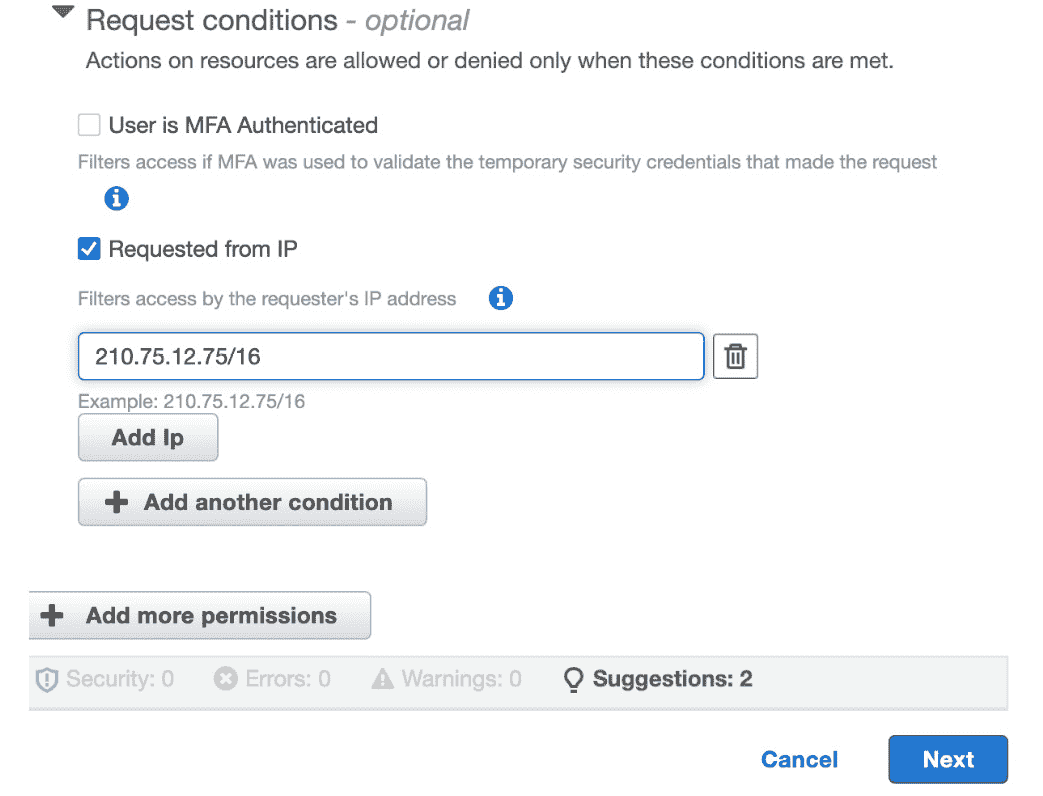 Request conditions - optional
Actions on resources are allowed or denied only when these conditions are met.
User is MFA Authenticated
Filters access if MFA was used to validate the temporary security credentials that made the request
Requested from IP
Filters access by the requester's IP address
210.75.12.75/16
Example: 210.75.12.75/16
Add Ip
Add another condition
Add more permissions
Security: 0 Errors: 0 Warnings: 0 Suggestions: 2
Cancel Next